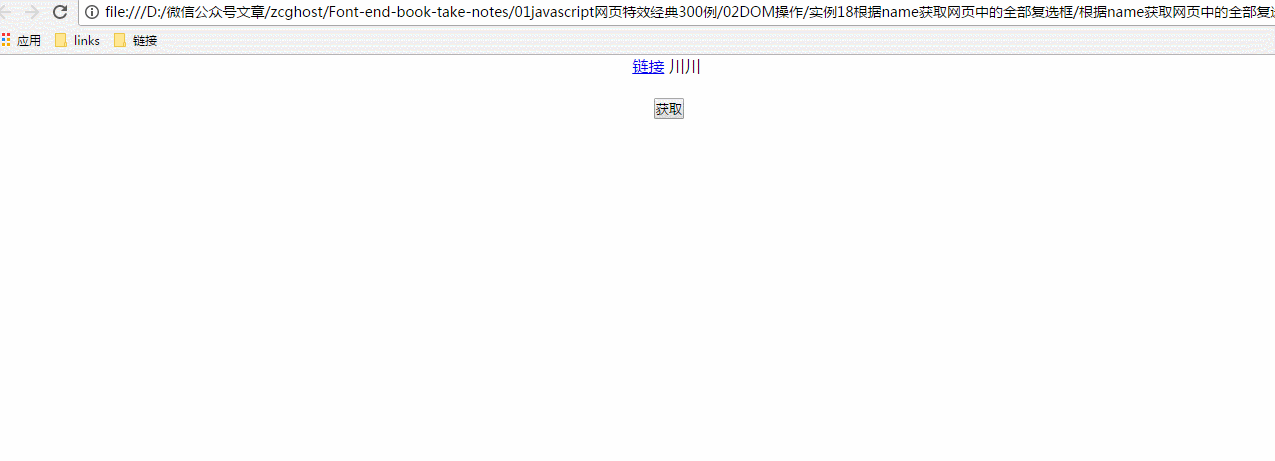 file:///D:/微信公众号文章/zcghost/Font-end-book-take-notes/01javascript网页特效经典300例/02DOM操作/实例18根据name获取网页中的全部复选框/根据name获取网页中的全部复
应用 links 链接
链接 川川
获取